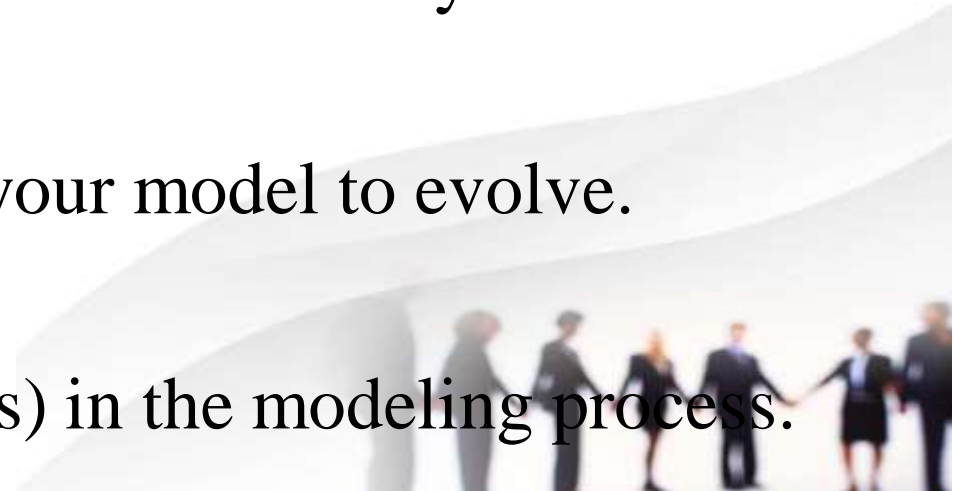 your model to evolve.
s) in the modeling process.